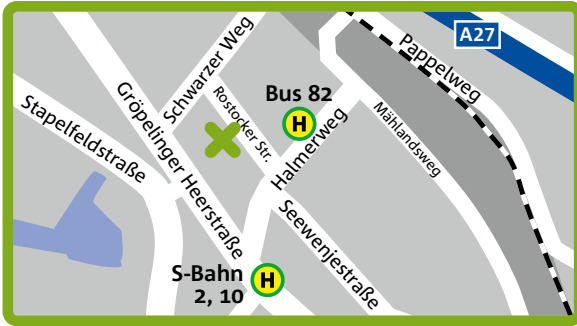 A27
Schwarzer Weg
Pappelweg
Gröpelinger Heerstraße
Rostocker Str.
Bus 82
H
Stapelfeldstraße
Halmerweg
Mählandsweg
Seewenjestraße
S-Bahn
2, 10
H